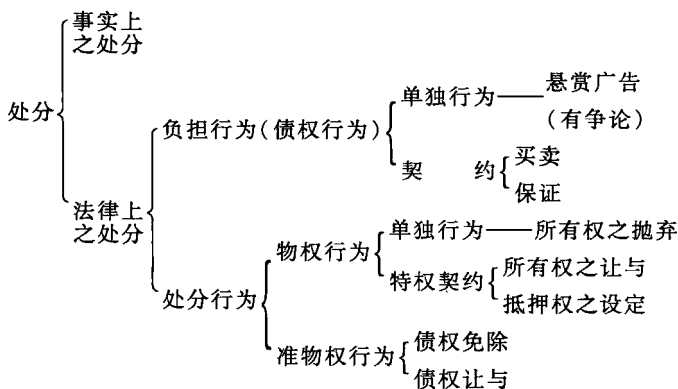 事实上
之处分
处分
法律上
之处分
负担行为(债权行为)
单独行为——悬赏广告
(有争论)
契约
买卖
保证
处分行为
物权行为
单独行为——所有权之抛弃
特权契约
所有权之让与
抵押权之设定
准物权行为
债权免除
债权让与